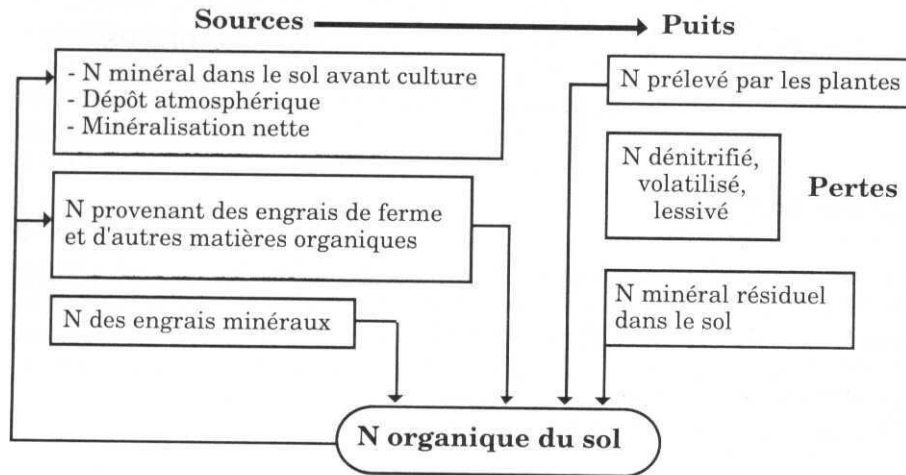 Sources Puits
- N minéral dans le sol avant culture
- Dépôt atmosphérique
- Minéralisation nette
N provenant des engrais de ferme
et d'autres matières organiques
N des engrais minéraux
N prélevé par les plantes
N dénitrifié,
volatilisé,
lessivé
Pertes
N minéral résiduel
dans le sol
N organique du sol